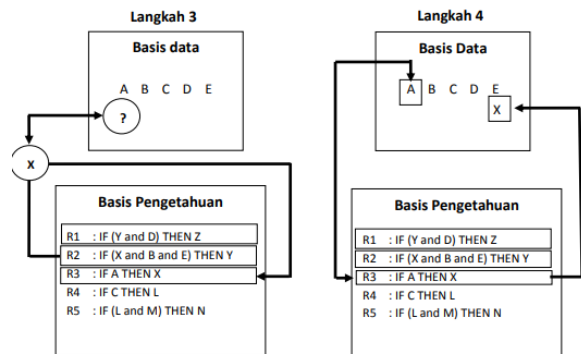 Langkah 3
Basis data
A B C D E
?
X
Basis Pengetahuan
R1 : IF (Y and D) THEN Z
R2 : IF (X and B and E) THEN Y
R3 : IF A THEN X
R4 : IF C THEN L
R5 : IF (L and M) THEN N
Langkah 4
Basis Data
A B C D E
X
Basis Pengetahuan
R1 : IF (Y and D) THEN Z
R2 : IF (X and B and E) THEN Y
R3 : IF A THEN X
R4 : IF C THEN L
R5 : IF (L and M) THEN N